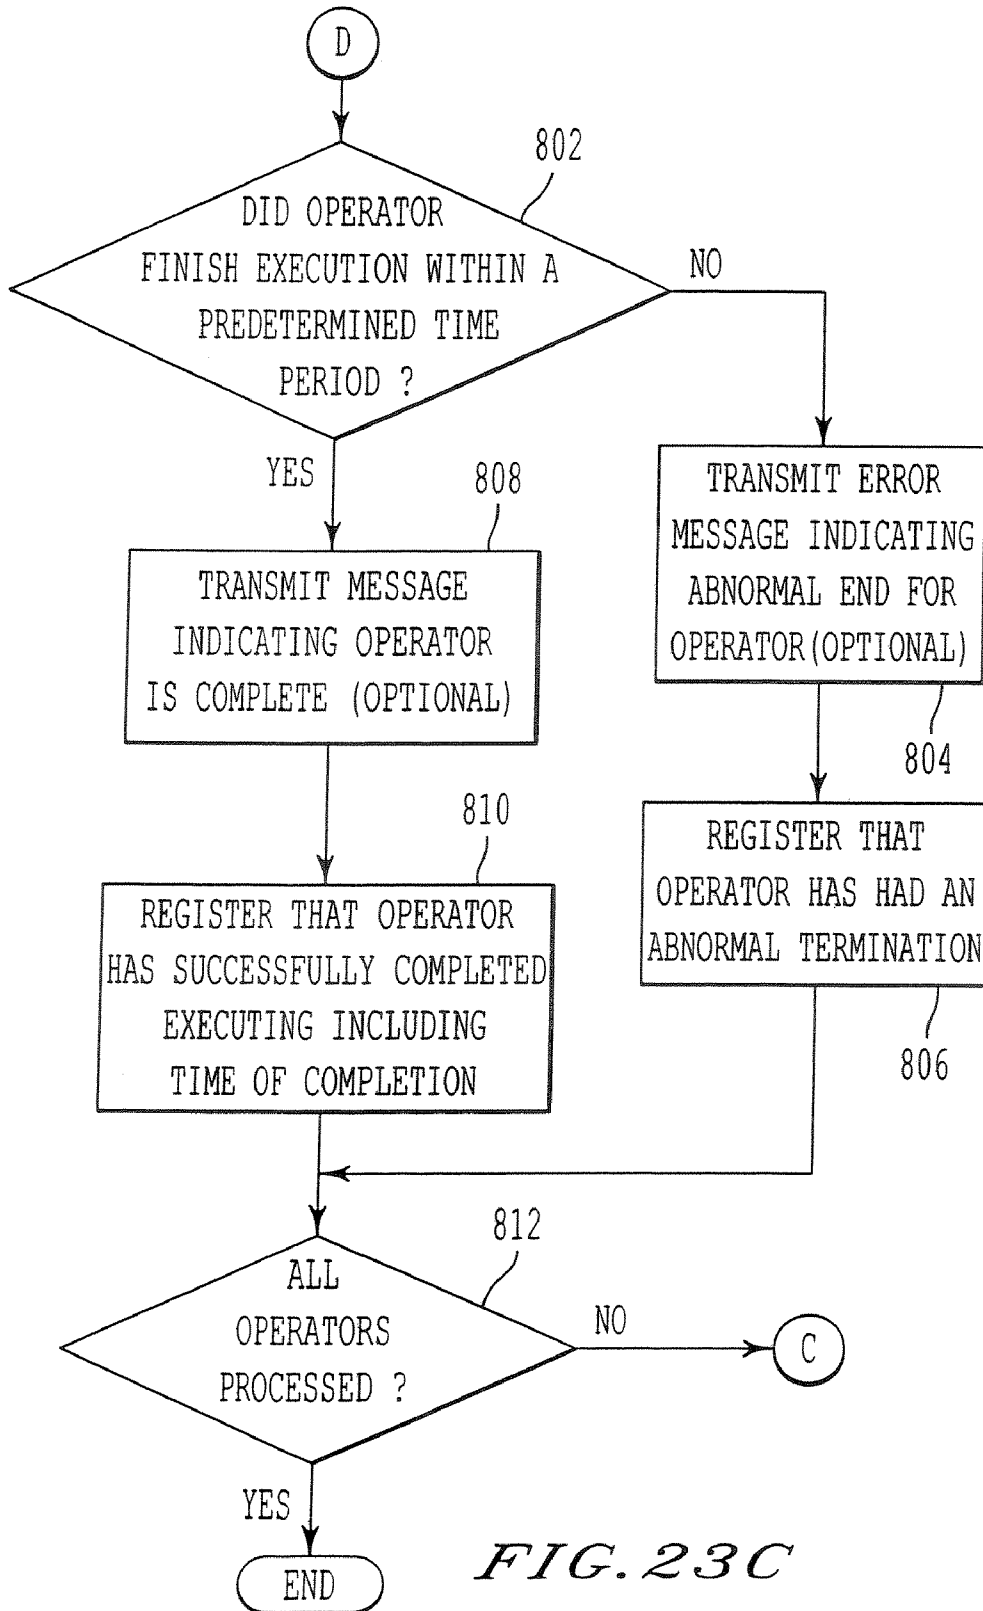 D
802
DID OPERATOR
FINISH EXECUTION WITHIN A
PREDETERMINED TIME
PERIOD ?
NO
YES
808
TRANSMIT MESSAGE
INDICATING OPERATOR
IS COMPLETE (OPTIONAL)
TRANSMIT ERROR
MESSAGE INDICATING
ABNORMAL END FOR
OPERATOR(OPTIONAL)
804
810
REGISTER THAT OPERATOR
HAS SUCCESSFULLY COMPLETED
EXECUTING INCLUDING
TIME OF COMPLETION
REGISTER THAT
OPERATOR HAS HAD AN
ABNORMAL TERMINATION
806
812
ALL
OPERATORS
PROCESSED ?
NO
C
YES
END
FIG. 23C